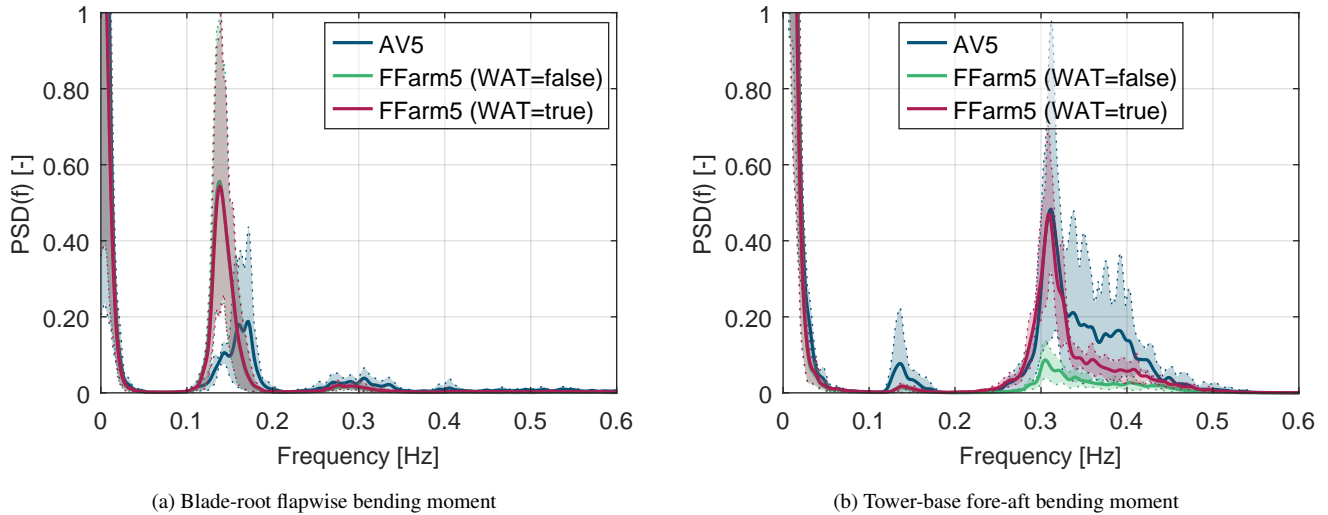 1
0.80
0.60
0.40
0.20
0
PSD(f) [-]
AV5
FFarm5 (WAT=false)
FFarm5 (WAT=true)
0 0.1 0.2 0.3 0.4 0.5 0.6
Frequency [Hz]
(a) Blade-root flapwise bending moment
1
0.80
0.60
0.40
0.20
0
PSD(f) [-]
AV5
FFarm5 (WAT=false)
FFarm5 (WAT=true)
0 0.1 0.2 0.3 0.4 0.5 0.6
Frequency [Hz]
(b) Tower-base fore-aft bending moment